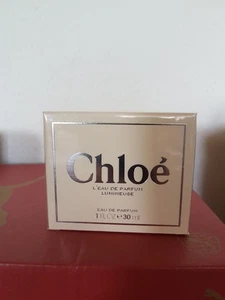 Chloé
L'EAU DE PARFUM
LUMINEUSE
EAU DE PARFUM
1 FL.OZ 30 ml